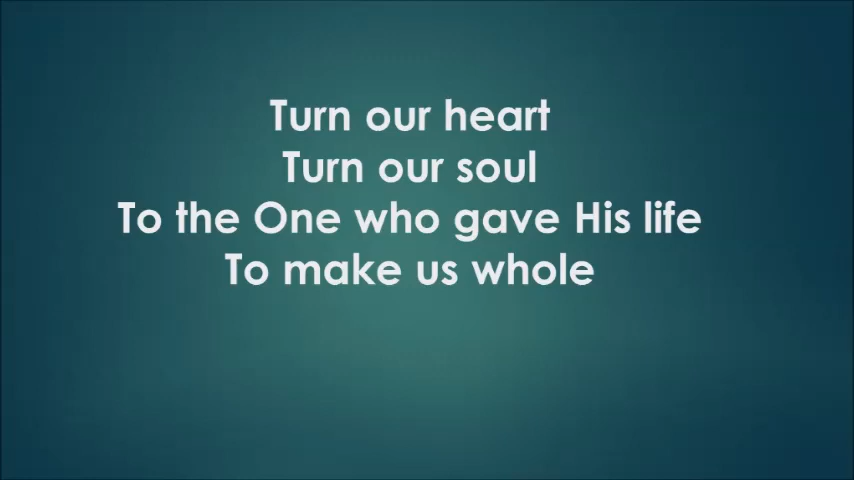 Turn our heart
Turn our soul
To the One who gave His life
To make us whole